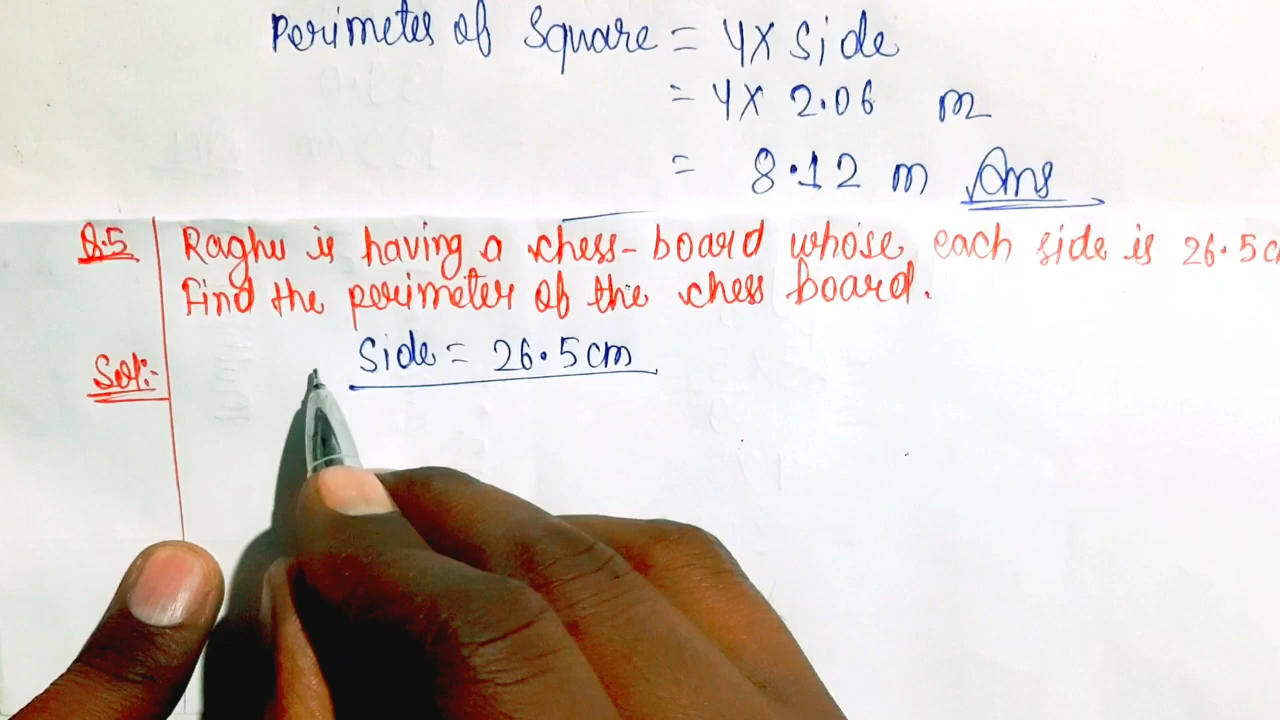 Perimeter of Square = 4X Side
= 4X 2.06 m
= 8.12 m Ans
Q.5 Raghu is having a chess-board whose each side is 26.5c
Find the perimeter of the chess board.
Sol:- Side = 26.5cm